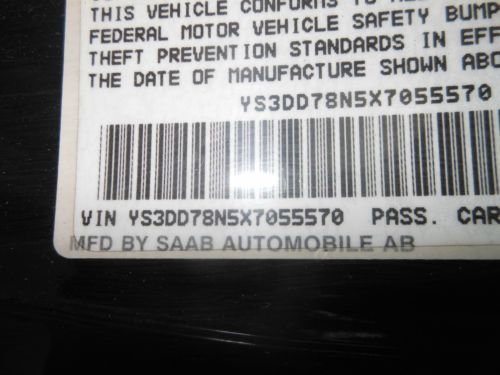 THIS VEHICLE CONFORMS TO
FEDERAL MOTOR VEHICLE SAFETY BUMP
THEFT PREVENTION STANDARDS IN EFF
THE DATE OF MANUFACTURE SHOWN ABO
YS3DD78N5X7055570
VIN YS3DD78N5X7055570 PASS. CAR
MFD BY SAAB AUTOMOBILE AB